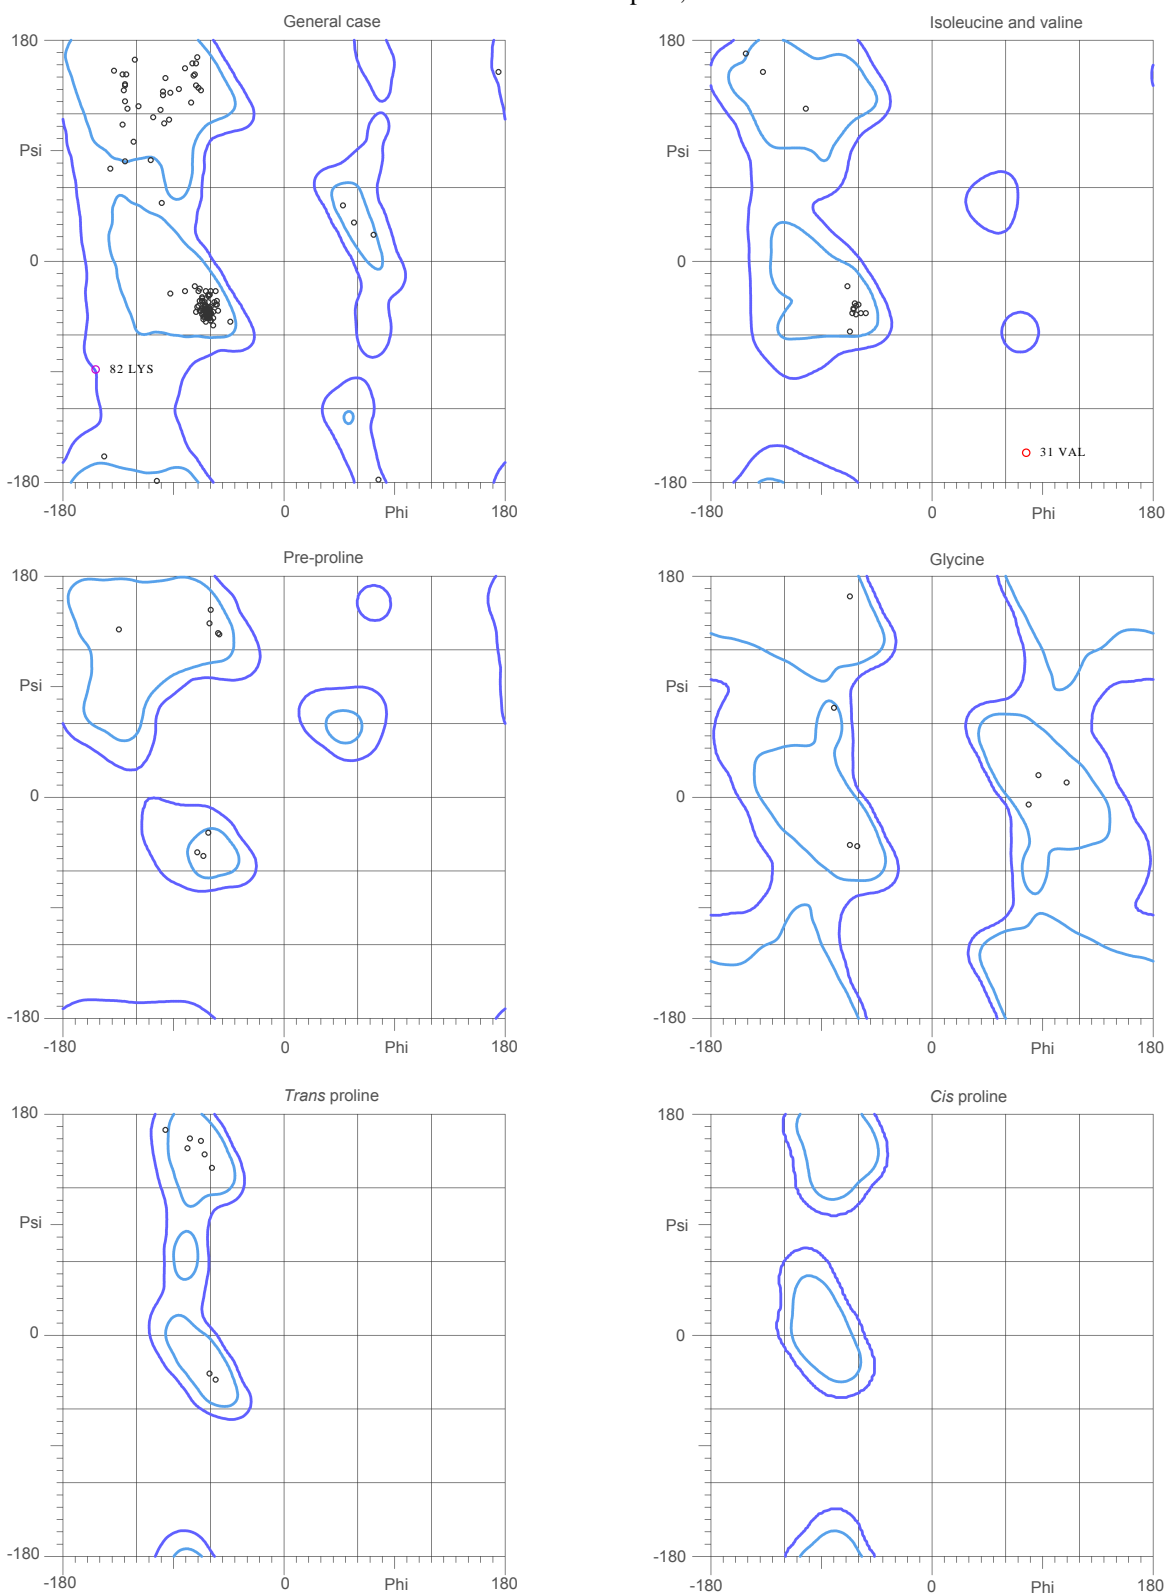 General case
Isoleucine and valine
180
180
Psi
Psi
0
0
82 LYS
31 VAL
-180
-180
-180
0
Phi
180
-180
0
Phi
180
Pre-proline
Glycine
180
180
Psi
Psi
0
0
-180
-180
-180
0
Phi
180
-180
0
Phi
180
Trans proline
Cis proline
180
180
Psi
Psi
0
0
-180
-180
-180
0
Phi
180
-180
0
Phi
180